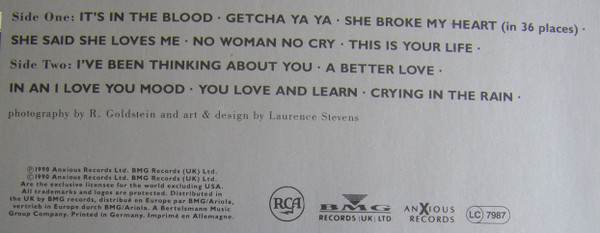 Side One: IT'S IN THE BLOOD · GETCHA YA YA · SHE BROKE MY HEART (in 36 places) ·
SHE SAID SHE LOVES ME · NO WOMAN NO CRY · THIS IS YOUR LIFE ·
Side Two: I'VE BEEN THINKING ABOUT YOU · A BETTER LOVE ·
IN AN I LOVE YOU MOOD · YOU LOVE AND LEARN · CRYING IN THE RAIN ·
photography by R. Goldstein and art & design by Laurence Stevens
℗1990 Anxious Records Ltd. BMG Records (UK) Ltd.
©1990 Anxious Records Ltd. BMG Records (UK) Ltd.
Are the exclusive licensee for the world excluding USA.
All trademarks and logos are protected. Distributed in
the UK by BMG records, distribué en Europe par BMG/Ariola,
vertrieb in Europe durch BMG/Ariola. A Bertelsmann Music
Group Company. Printed in Germany. Imprimé en Allemagne.
RCA
BMG
RECORDS (UK) LTD
ANXIOUS
RECORDS
LC 7987